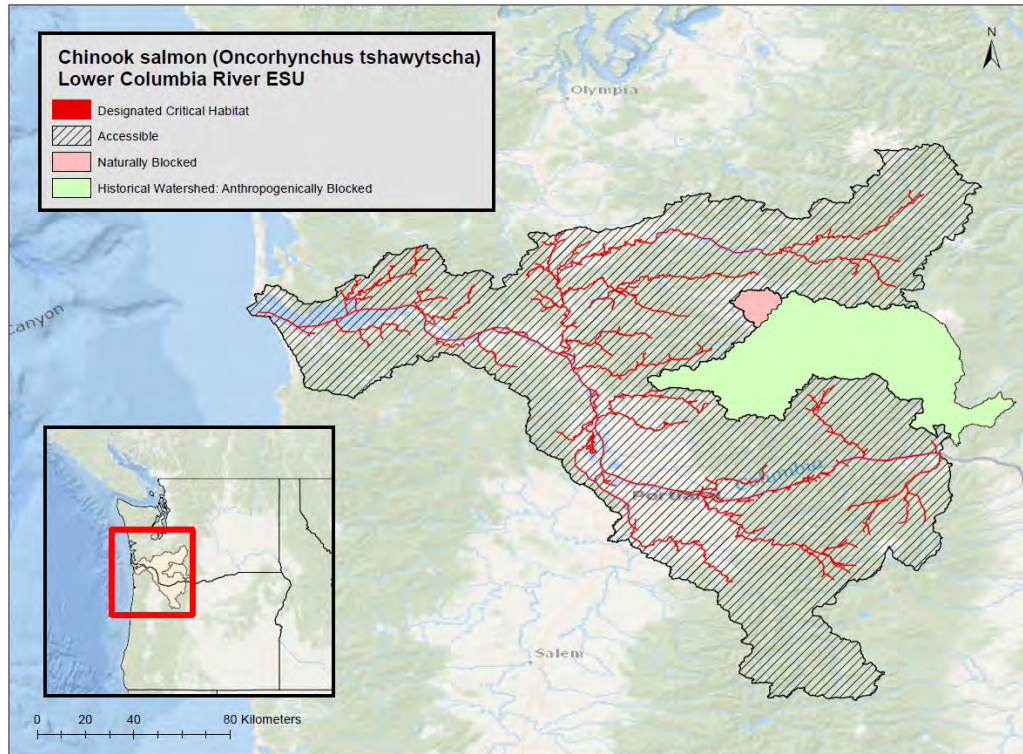 Chinook salmon (Oncorhynchus tshawytscha)
Lower Columbia River ESU
Designated Critical Habitat
Accessible
Naturally Blocked
Historical Watershed: Anthropogenically Blocked
N
Olympia
Canyon
Columbia
Portland
Salem
0 20 40 80 Kilometers